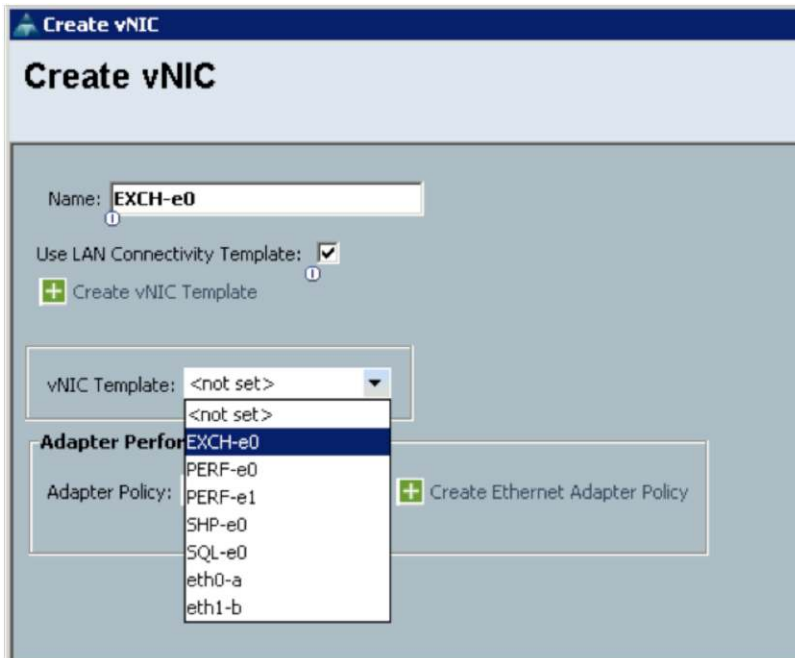 Create vNIC
Create vNIC
Name: EXCH-e0
Use LAN Connectivity Template:
Create vNIC Template
vNIC Template: <not set>
<not set>
Adapter Perfor
EXCH-e0
PERF-e0
Adapter Policy:
Create Ethernet Adapter Policy
PERF-e1
SHP-e0
SQL-e0
eth0-a
eth1-b